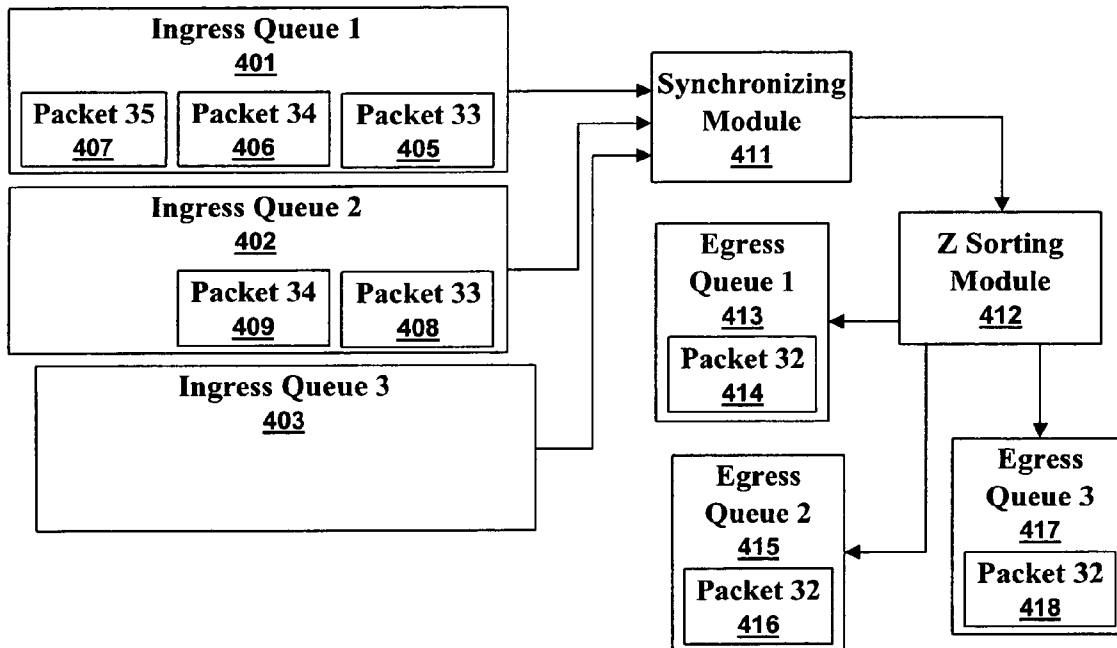 Ingress Queue 1
401
Packet 35
407
Packet 34
406
Packet 33
405
Ingress Queue 2
402
Packet 34
409
Packet 33
408
Ingress Queue 3
403
Synchronizing
Module
411
Z Sorting
Module
412
Egress
Queue 1
413
Packet 32
414
Egress
Queue 2
415
Packet 32
416
Egress
Queue 3
417
Packet 32
418